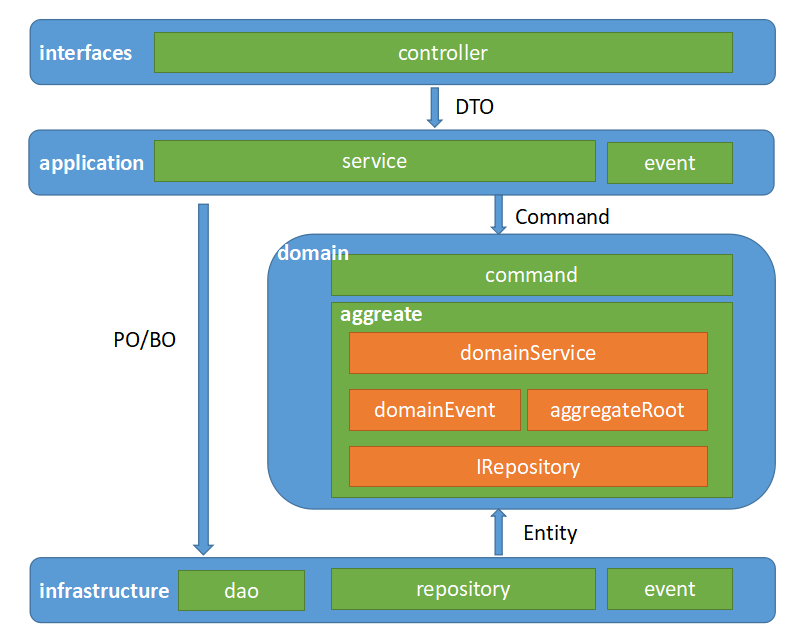 interfaces
controller
DTO
application
service
event
Command
domain
command
aggreate
PO/BO
domainService
domainEvent
aggregateRoot
IRepository
Entity
infrastructure
dao
repository
event